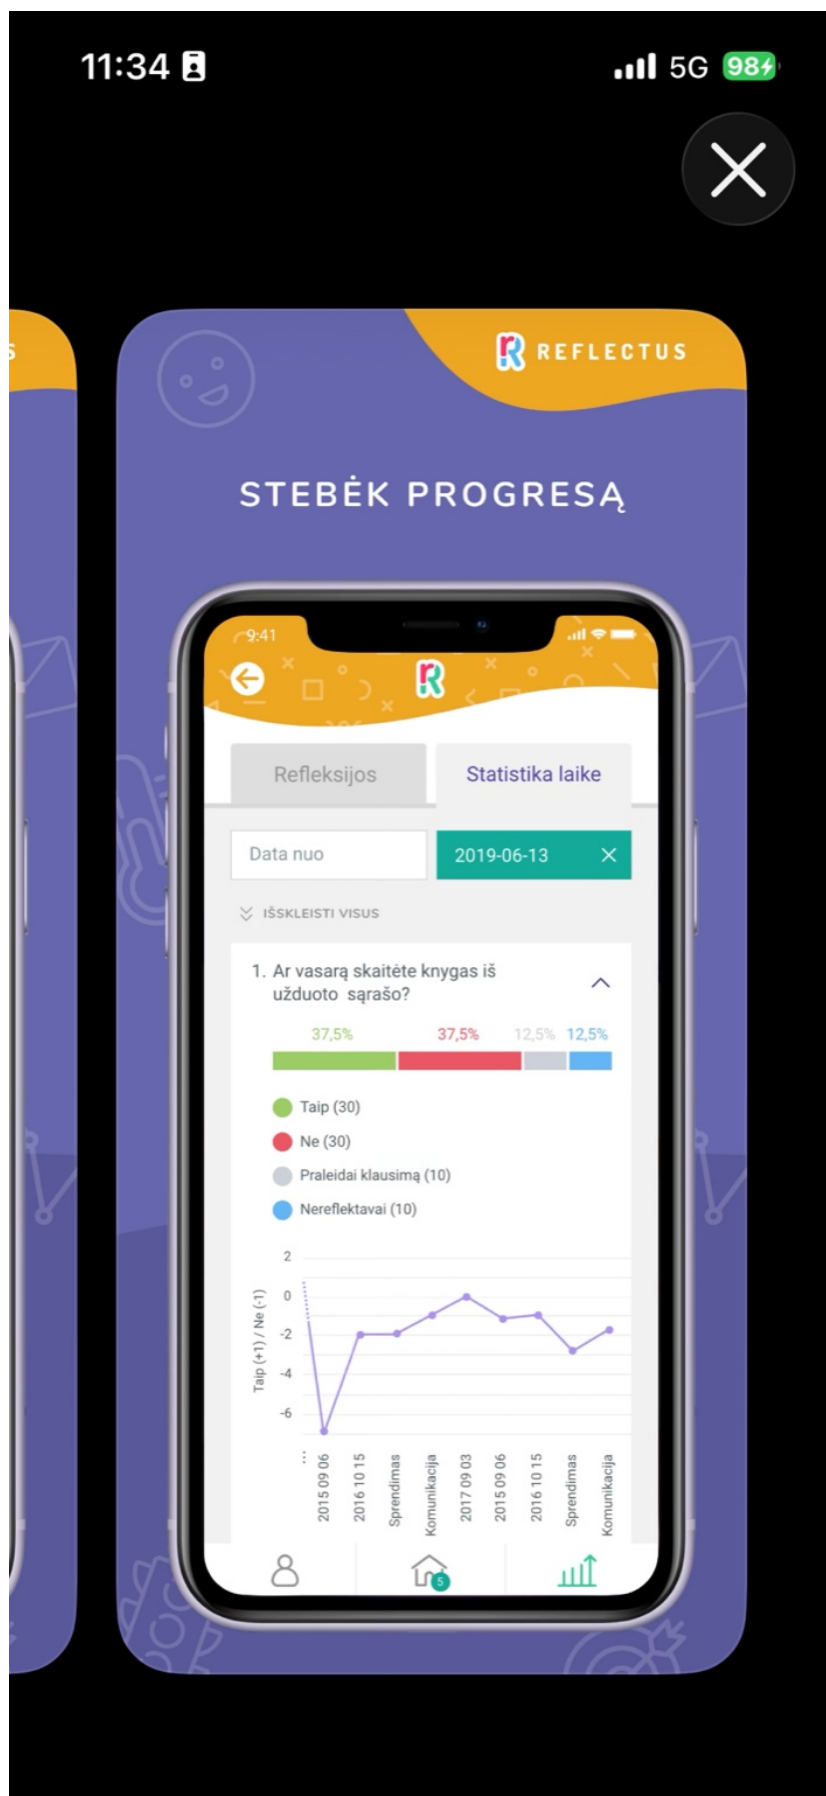 11:34
5G 98
S
REFLECTUS
STEBĖK PROGRESĄ
9:41
Refleksijos
Statistika laike
Data nuo
2019-06-13
IŠSKLEISTI VISUS
1. Ar vasarą skaitėte knygas iš
užduoto sąrašo?
37,5% 37,5% 12,5% 12,5%
Taip (30)
Ne (30)
Praleidai klausimą (10)
Nereflektavai (10)
Taip (+1) / Ne (-1)
2
0
-2
-4
-6
...
2015 09 06
2016 10 15
Sprendimas
Komunikacija
2017 09 03
2015 09 06
2016 10 15
Sprendimas
Komunikacija
5